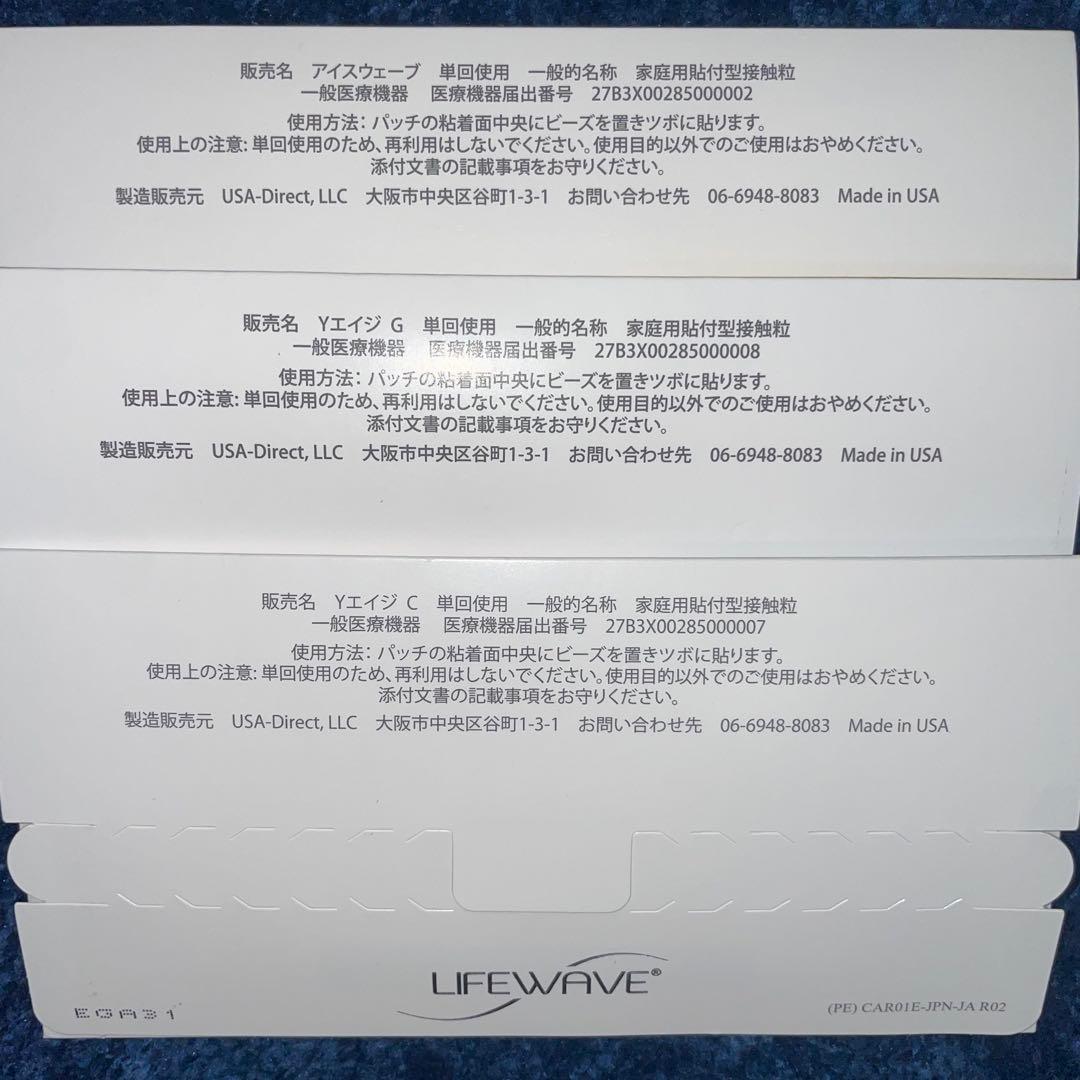 販売名 アイスウェーブ 単回使用 一般的名称 家庭用貼付型接触粒
一般医療機器 医療機器届出番号 27B3X00285000002
使用方法: パッチの粘着面中央にビーズを置きツボに貼ります。
使用上の注意: 単回使用のため、再利用はしないでください。使用目的以外でのご使用はおやめください。
添付文書の記載事項をお守りください。
製造販売元 USA-Direct, LLC 大阪市中央区谷町1-3-1 お問い合わせ先 06-6948-8083 Made in USA
販売名 Yエイジ G 単回使用 一般的名称 家庭用貼付型接触粒
一般医療機器 医療機器届出番号 27B3X00285000008
使用方法: パッチの粘着面中央にビーズを置きツボに貼ります。
使用上の注意: 単回使用のため、再利用はしないでください。使用目的以外でのご使用はおやめください。
添付文書の記載事項をお守りください。
製造販売元 USA-Direct, LLC 大阪市中央区谷町1-3-1 お問い合わせ先 06-6948-8083 Made in USA
販売名 Yエイジ C 単回使用 一般的名称 家庭用貼付型接触粒
一般医療機器 医療機器届出番号 27B3X00285000007
使用方法: パッチの粘着面中央にビーズを置きツボに貼ります。
使用上の注意: 単回使用のため、再利用はしないでください。使用目的以外でのご使用はおやめください。
添付文書の記載事項をお守りください。
製造販売元 USA-Direct, LLC 大阪市中央区谷町1-3-1 お問い合わせ先 06-6948-8083 Made in USA
LIFEWAVE®
EGA31
(PE) CAR01E-JPN-JA R02